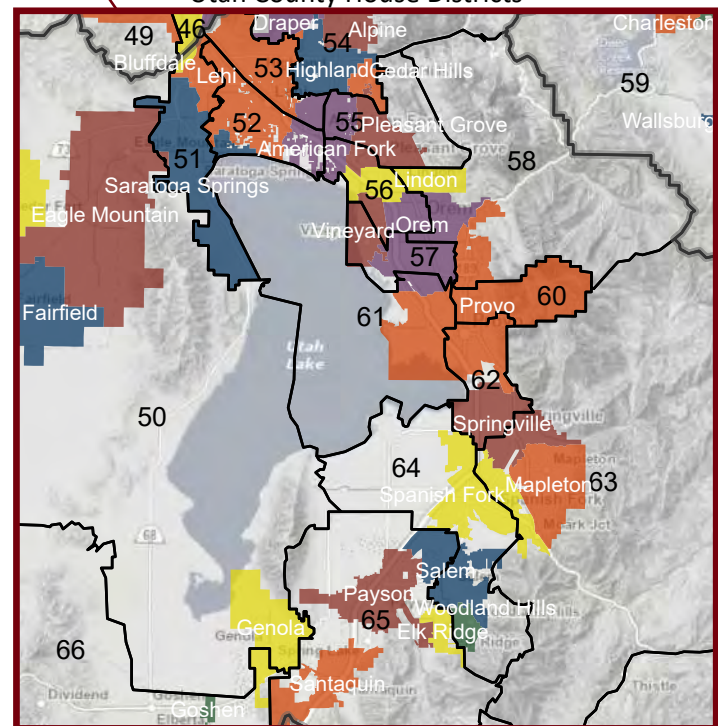 Utah County House Districts
49
46
Draper
54
Alpine
Charleston
Bluffdale
Lehi
53
Highland
Cedar Hills
59
52
55
Pleasant Grove
Wallsburg
American Fork
58
51
Saratoga Springs
56
Lindon
Eagle Mountain
Vineyard
Orem
57
Fairfield
Provo
60
61
Utah
Lake
62
50
Springville
64
Mapleton
63
Spanish Fork
68
Salem
Payson
Woodland Hills
65
Elk Ridge
Ridge
Genola
66
Santaquin
Thistle
Dividend
Goshen